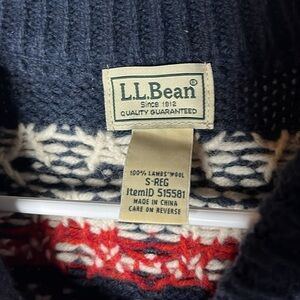 L.L.Bean®
Since 1912
QUALITY GUARANTEED
100% LAMBS' WOOL
S-REG
ItemID 515581
MADE IN CHINA
CARE ON REVERSE